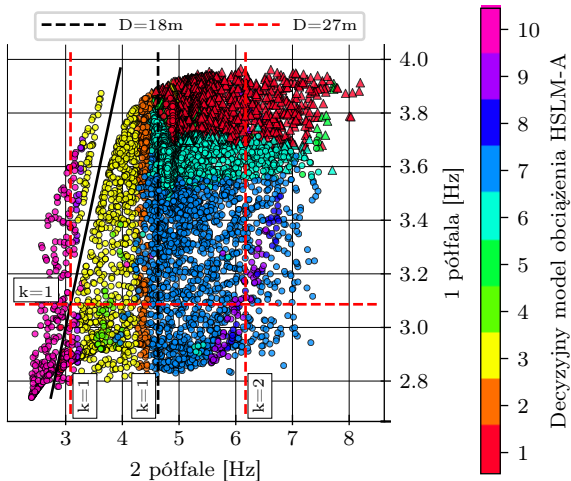 D=18m D=27m
4.0
3.8
3.6
3.4
3.2
3.0
2.8
1 półfala [Hz]
k=1
k=1
k=1
k=2
3 4 5 6 7 8
2 półfale [Hz]
10
9
8
7
6
5
4
3
2
1
Decyzyjny model obciążenia HSLM-A